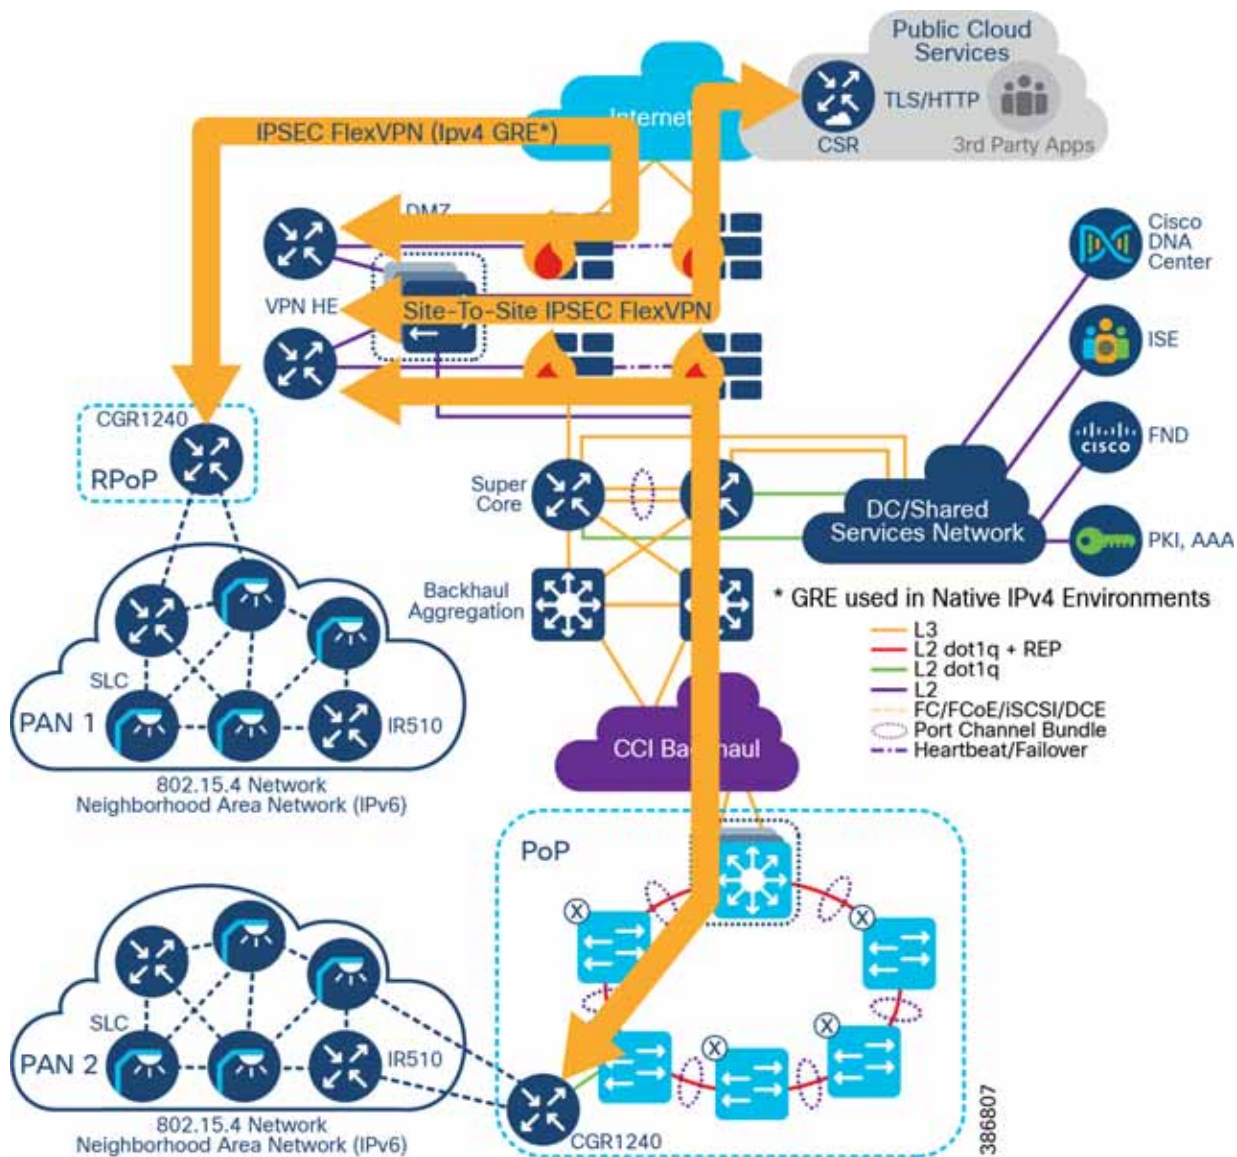 Public Cloud
Services
Internet
TLS/HTTP
CSR
3rd Party Apps
IPSEC FlexVPN (Ipv4 GRE*)
DMZ
Cisco
DNA
Center
VPN HE
Site-To-Site IPSEC FlexVPN
ISE
CGR1240
RPoP
FND
CISCO
Super
Core
DC/Shared
Services Network
PKI, AAA
Backhaul
Aggregation
* GRE used in Native IPv4 Environments
L3
L2 dot1q + REP
L2 dot1q
L2
FC/FCoE/iSCSI/DCE
Port Channel Bundle
Heartbeat/Failover
SLC
PAN 1
IR510
802.15.4 Network
Neighborhood Area Network (IPv6)
CCI Backhaul
PoP
X
X
X
X
SLC
PAN 2
IR510
802.15.4 Network
Neighborhood Area Network (IPv6)
CGR1240
386807